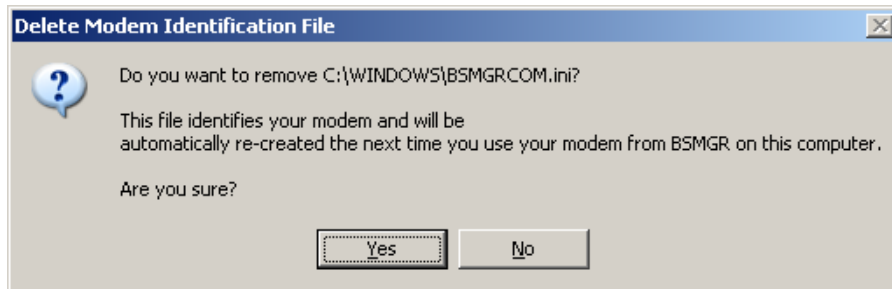 Delete Modem Identification File
Do you want to remove C:\WINDOWS\BSMGRCOM.ini?
This file identifies your modem and will be
automatically re-created the next time you use your modem from BSMGR on this computer.
Are you sure?
Yes
No